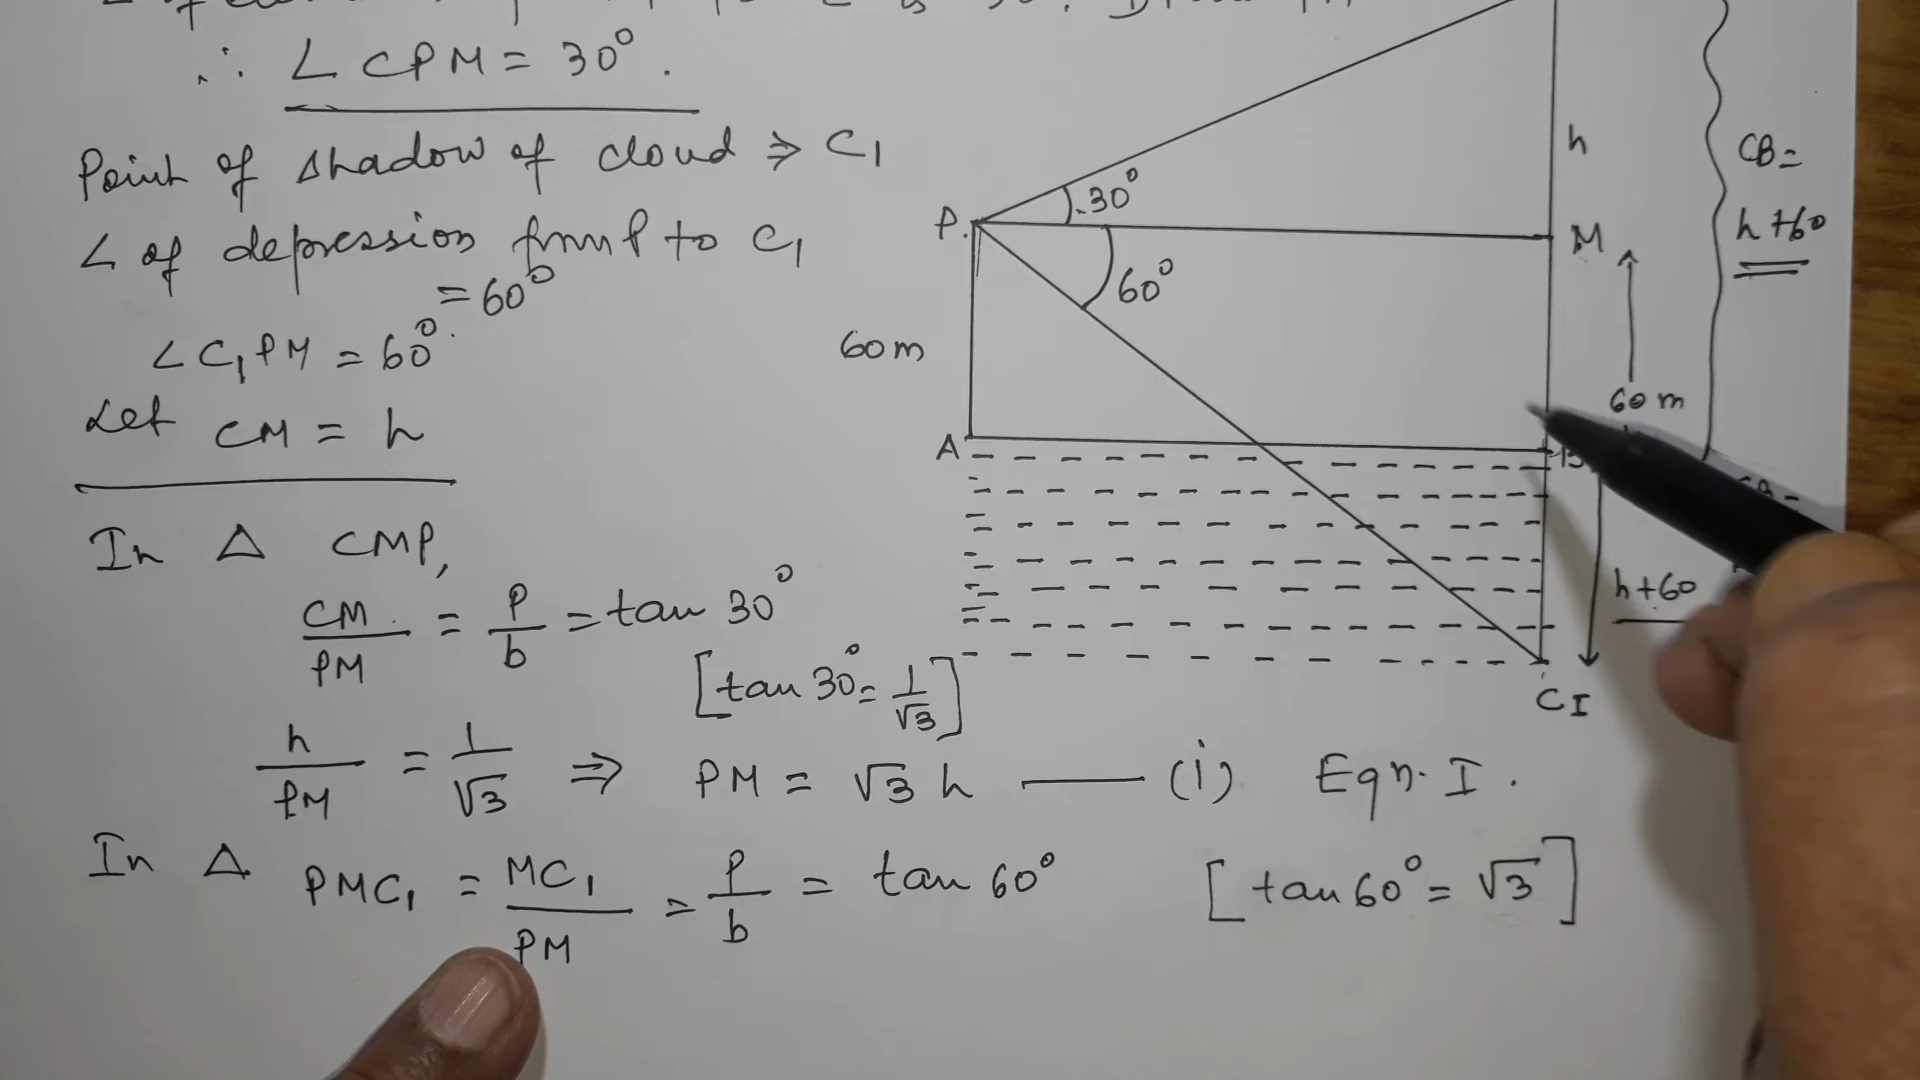 ∴ ∠ CPM = 30°.
Point of shadow of cloud ⇒ C1
∠ of depression from P to C1
= 60°
∠ C1PM = 60°.
Let CM = h
In Δ CMP,
CM/PM = p/b = tan 30°
[tan 30° = 1/√3]
h/PM = 1/√3 ⇒ PM = √3 h —— (i) Eqn. I.
In Δ PMC1 = MC1/PM = p/b = tan 60° [tan 60° = √3]
h
CB =
h+60
P.
30°
M
60°
60m
60 m
A
B
h+60
C1